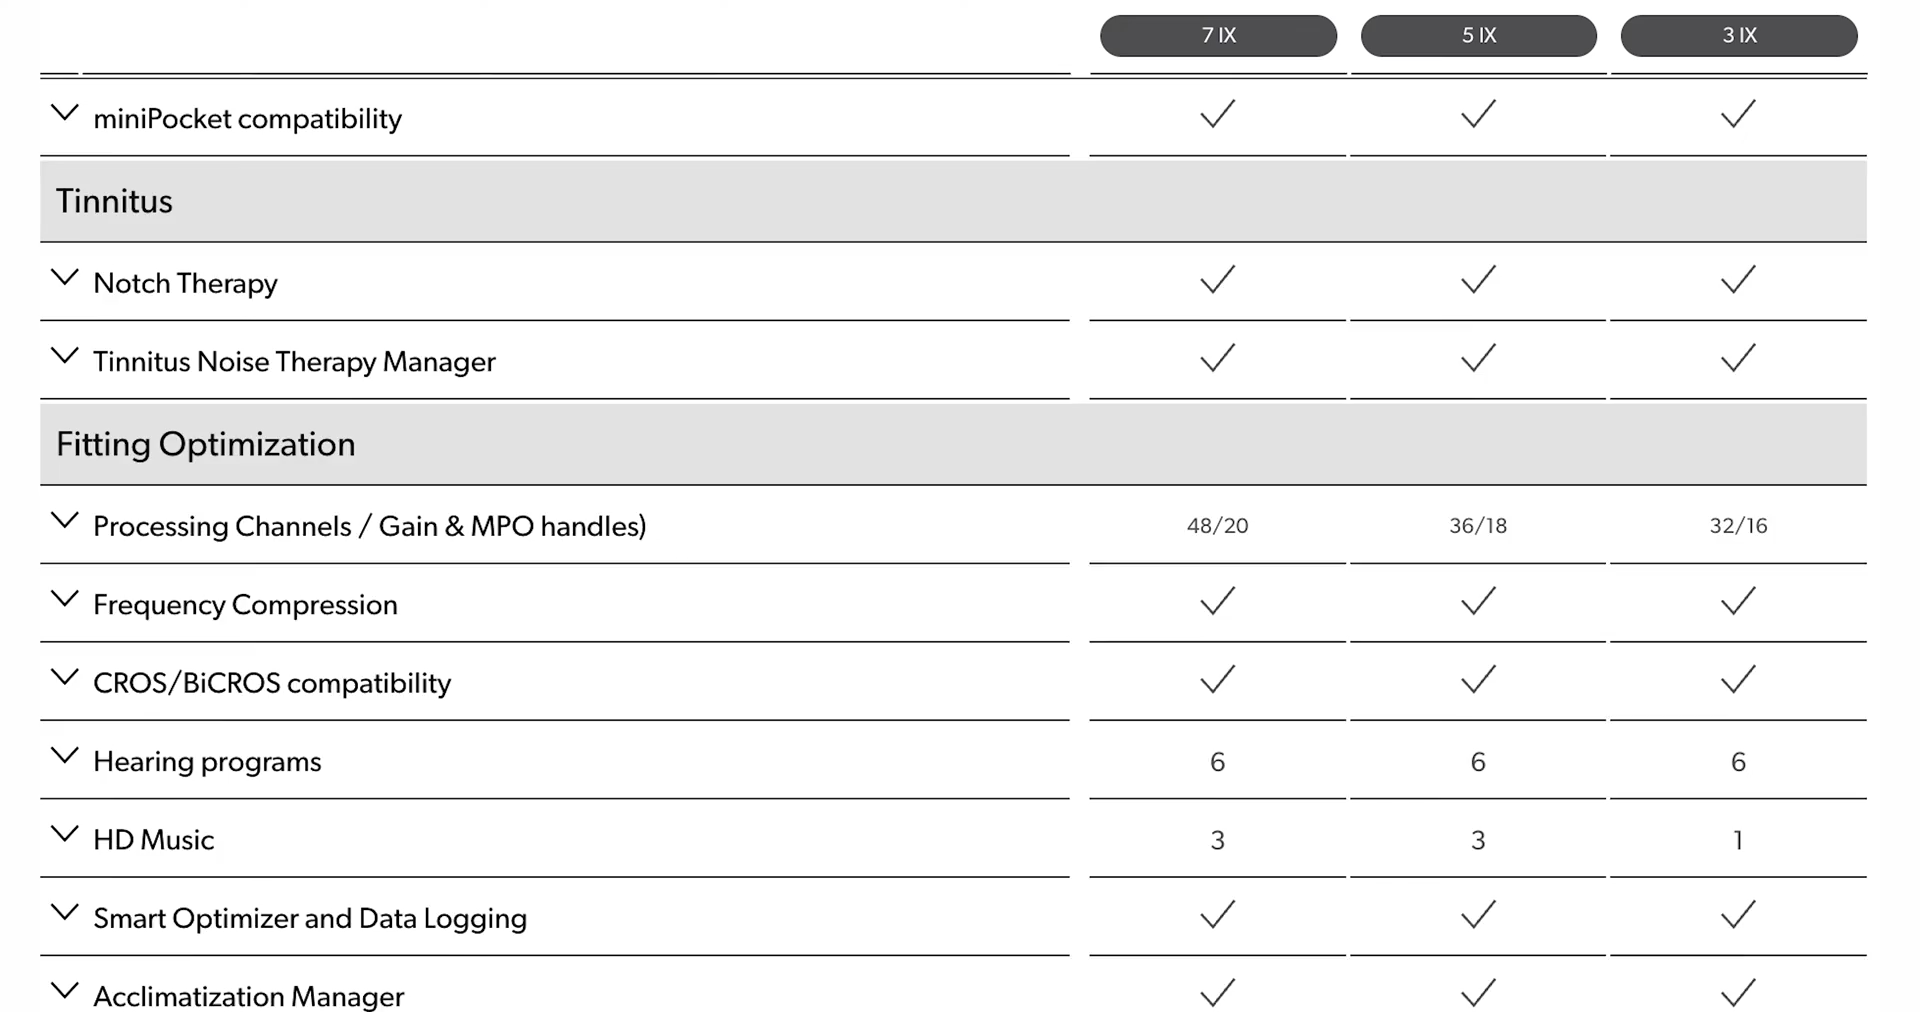 7 IX 5 IX 3 IX
miniPocket compatibility
Tinnitus
Notch Therapy
Tinnitus Noise Therapy Manager
Fitting Optimization
Processing Channels / Gain & MPO handles) 48/20 36/18 32/16
Frequency Compression
CROS/BiCROS compatibility
Hearing programs 6 6 6
HD Music 3 3 1
Smart Optimizer and Data Logging
Acclimatization Manager